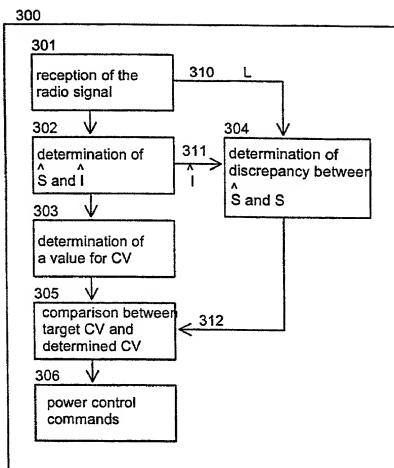 300
301
reception of the
radio signal
310 L
302
determination of
Ŝ and Î
311
Î
304
determination of
discrepancy between
Ŝ and S
303
determination of
a value for CV
305
comparison between
target CV and
determined CV
312
306
power control
commands